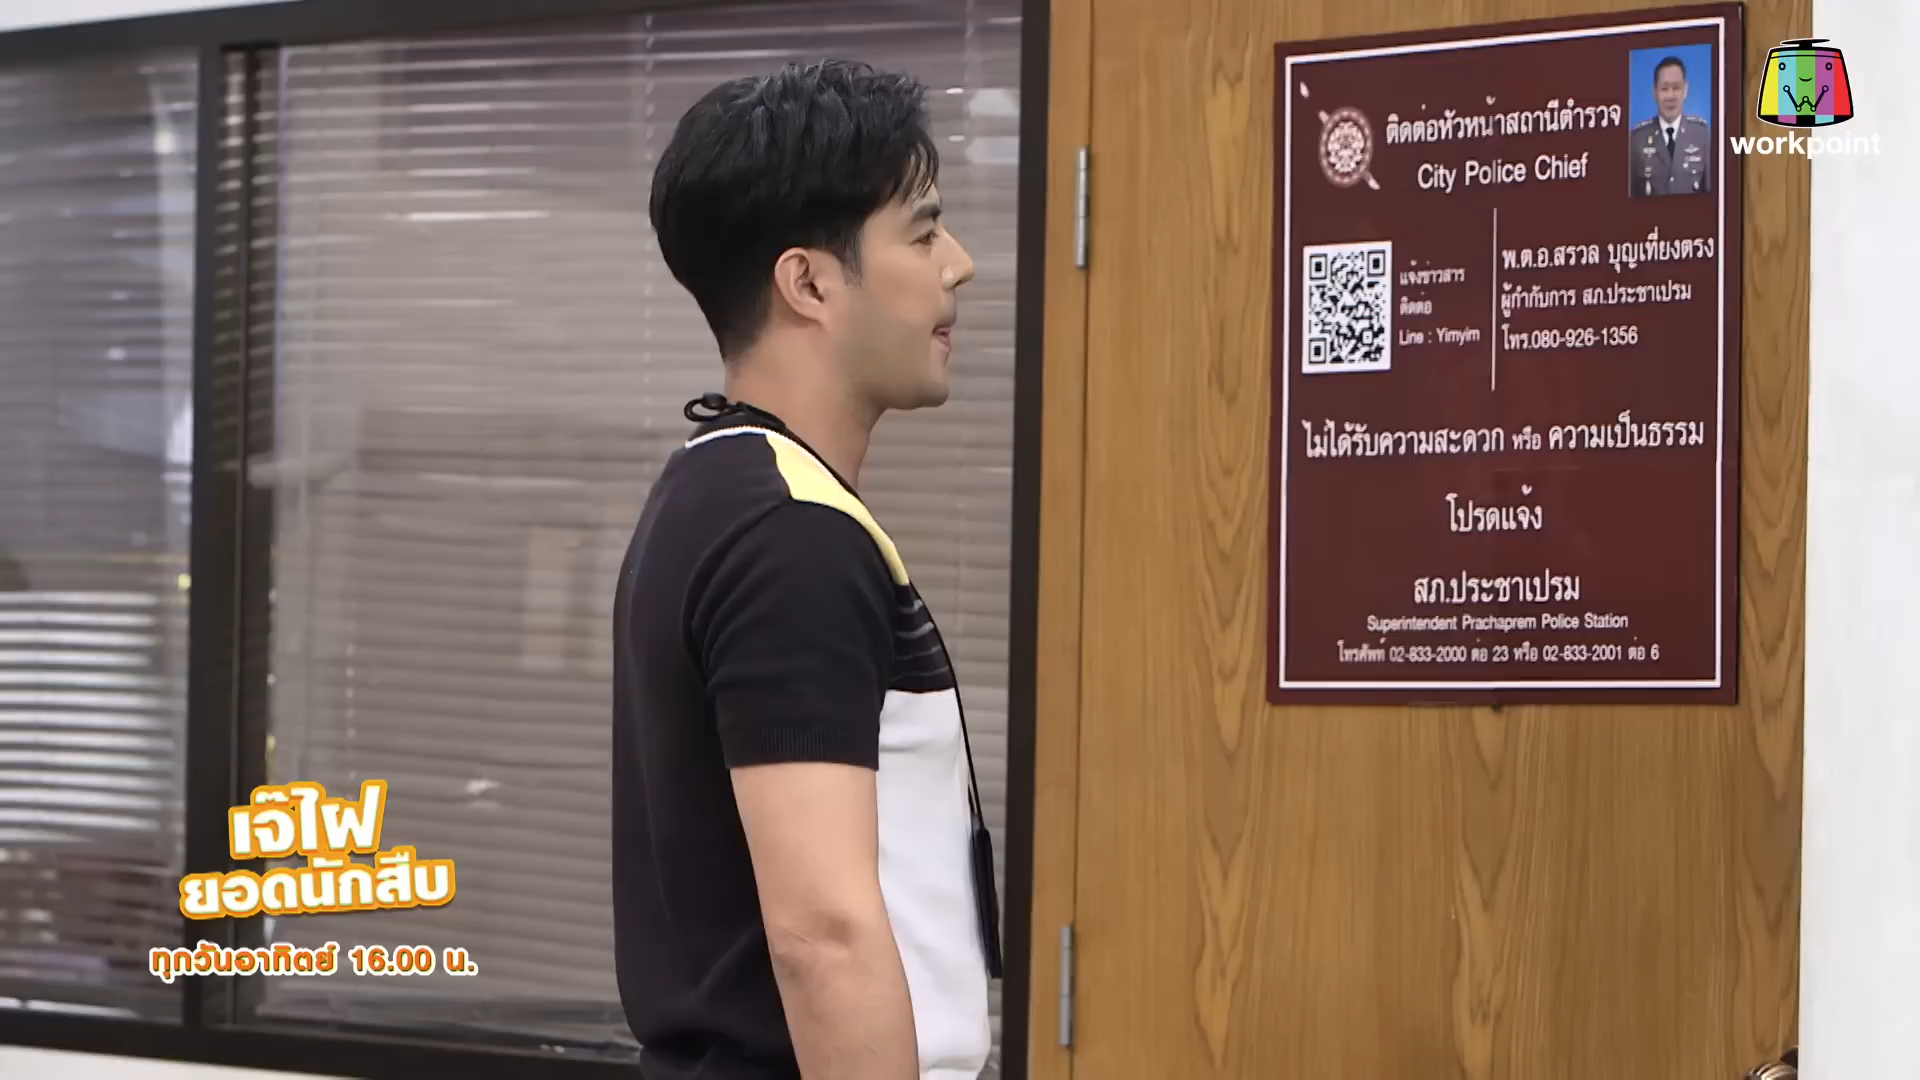 workpoint
ติดต่อหัวหน้าสถานีตำรวจ
City Police Chief
แจ้งข่าวสาร
ติดต่อ
Line : Yimyim
พ.ต.อ.สรวล บุญเที่ยงตรง
ผู้กำกับการ สภ.ประชาเปรม
โทร.080-926-1356
ไม่ได้รับความสะดวก หรือ ความเป็นธรรม
โปรดแจ้ง
สภ.ประชาเปรม
Superintendent Prachaprem Police Station
โทรศัพท์ 02-833-2000 ต่อ 23 หรือ 02-833-2001 ต่อ 6
เจ๊ไฝ
ยอดนักสืบ
ทุกวันอาทิตย์ 16.00 น.